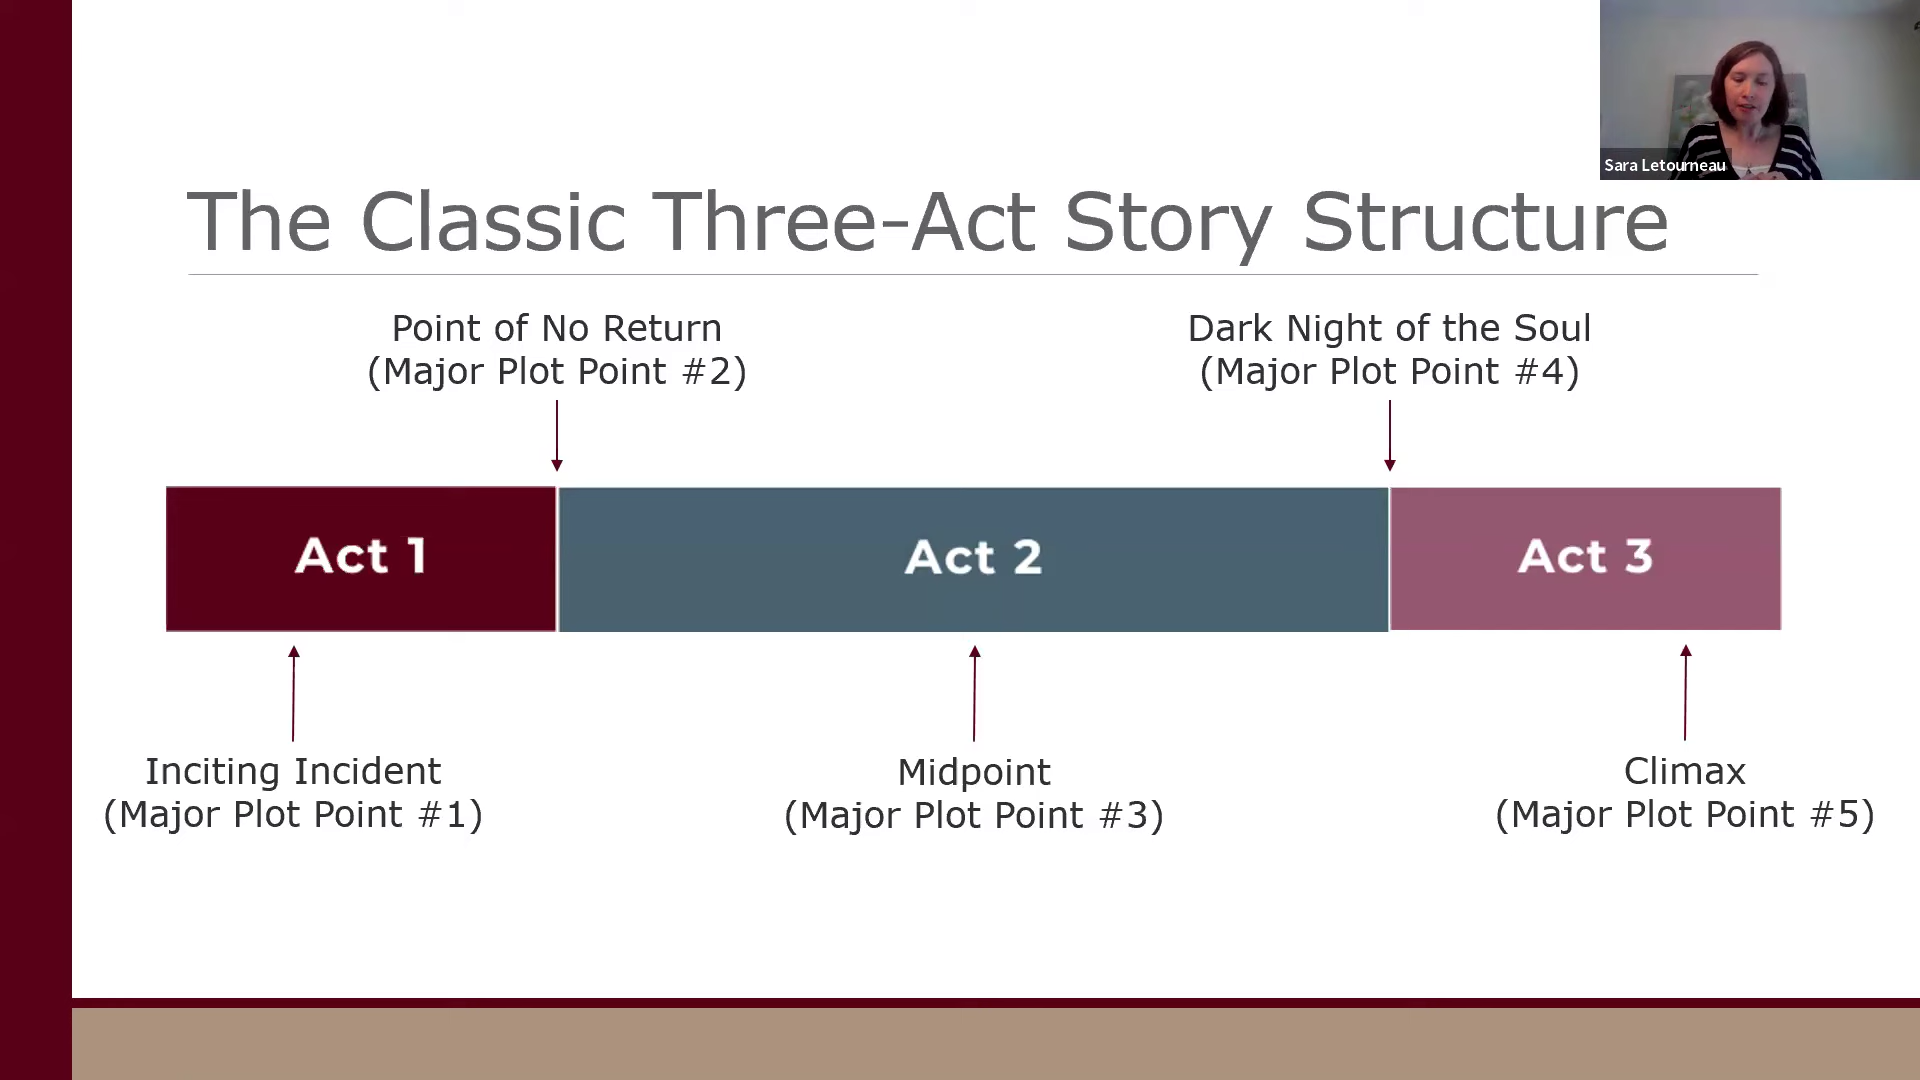 Sara Letourneau
The Classic Three-Act Story Structure
Point of No Return
(Major Plot Point #2)
Dark Night of the Soul
(Major Plot Point #4)
Act 1
Act 2
Act 3
Inciting Incident
(Major Plot Point #1)
Midpoint
(Major Plot Point #3)
Climax
(Major Plot Point #5)